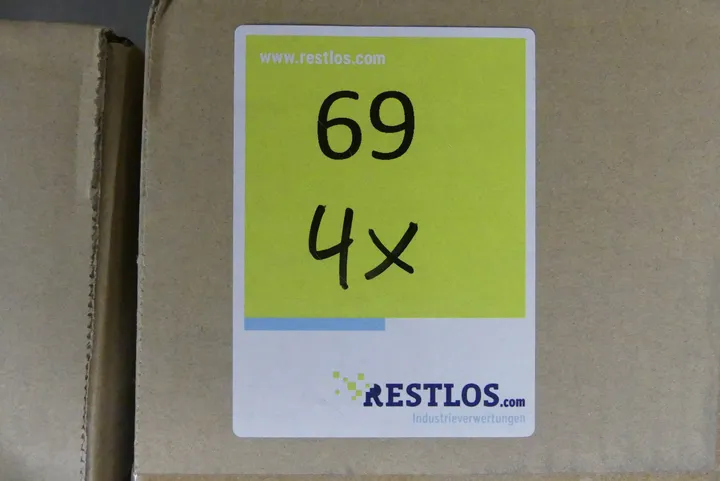 www.restlos.com
69
4x
RESTLOS.com
Industrieverwertungen